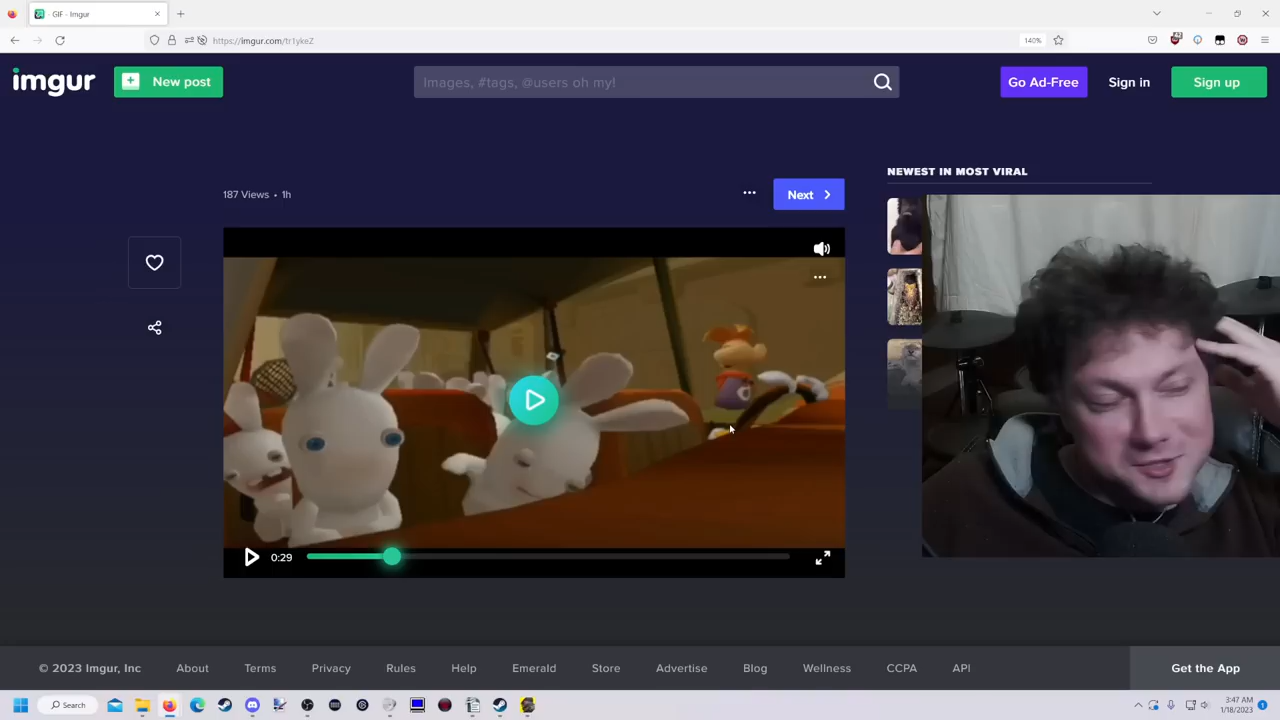 GIF - Imgur
https://imgur.com/tr1ykeZ
140%
imgur
New post
Images, #tags, @users oh my!
Go Ad-Free
Sign in
Sign up
187 Views • 1h
Next
NEWEST IN MOST VIRAL
0:29
© 2023 Imgur, Inc
About
Terms
Privacy
Rules
Help
Emerald
Store
Advertise
Blog
Wellness
CCPA
API
Get the App
Search
3:47 AM
1/18/2023